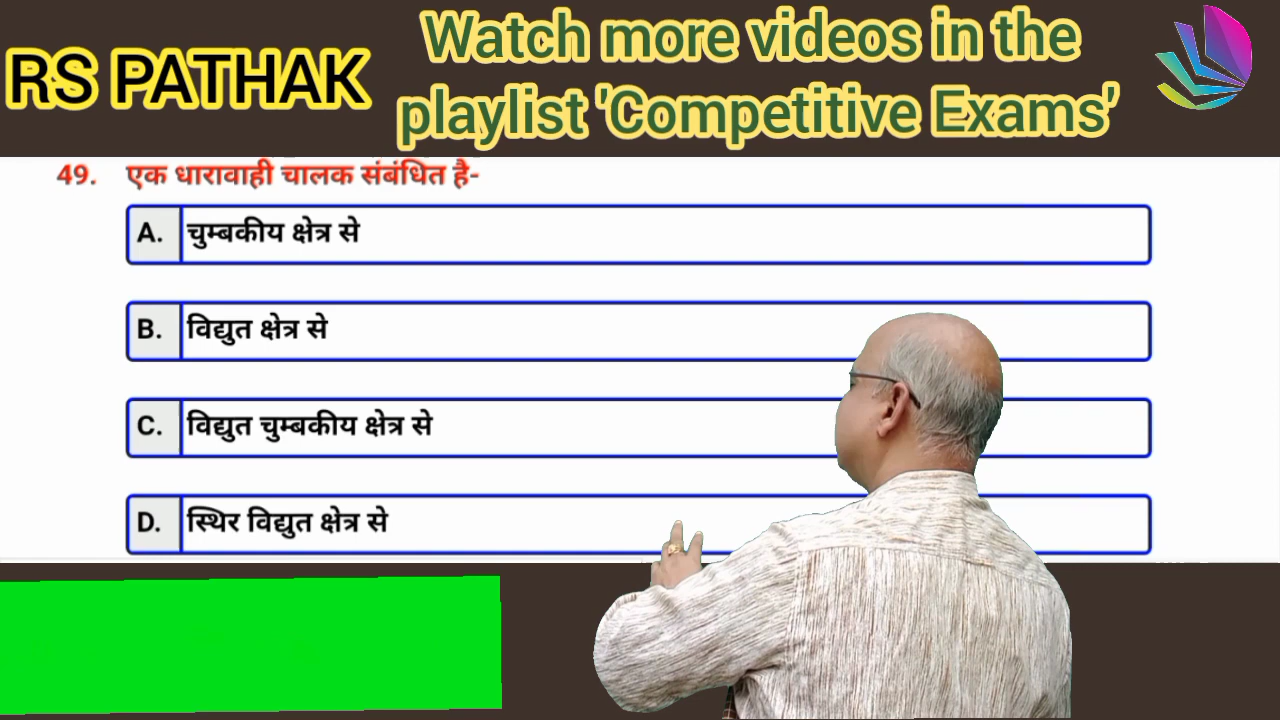 RS PATHAK
Watch more videos in the
playlist 'Competitive Exams'
49. एक धारावाही चालक संबंधित है-
A. चुम्बकीय क्षेत्र से
B. विद्युत क्षेत्र से
C. विद्युत चुम्बकीय क्षेत्र से
D. स्थिर विद्युत क्षेत्र से